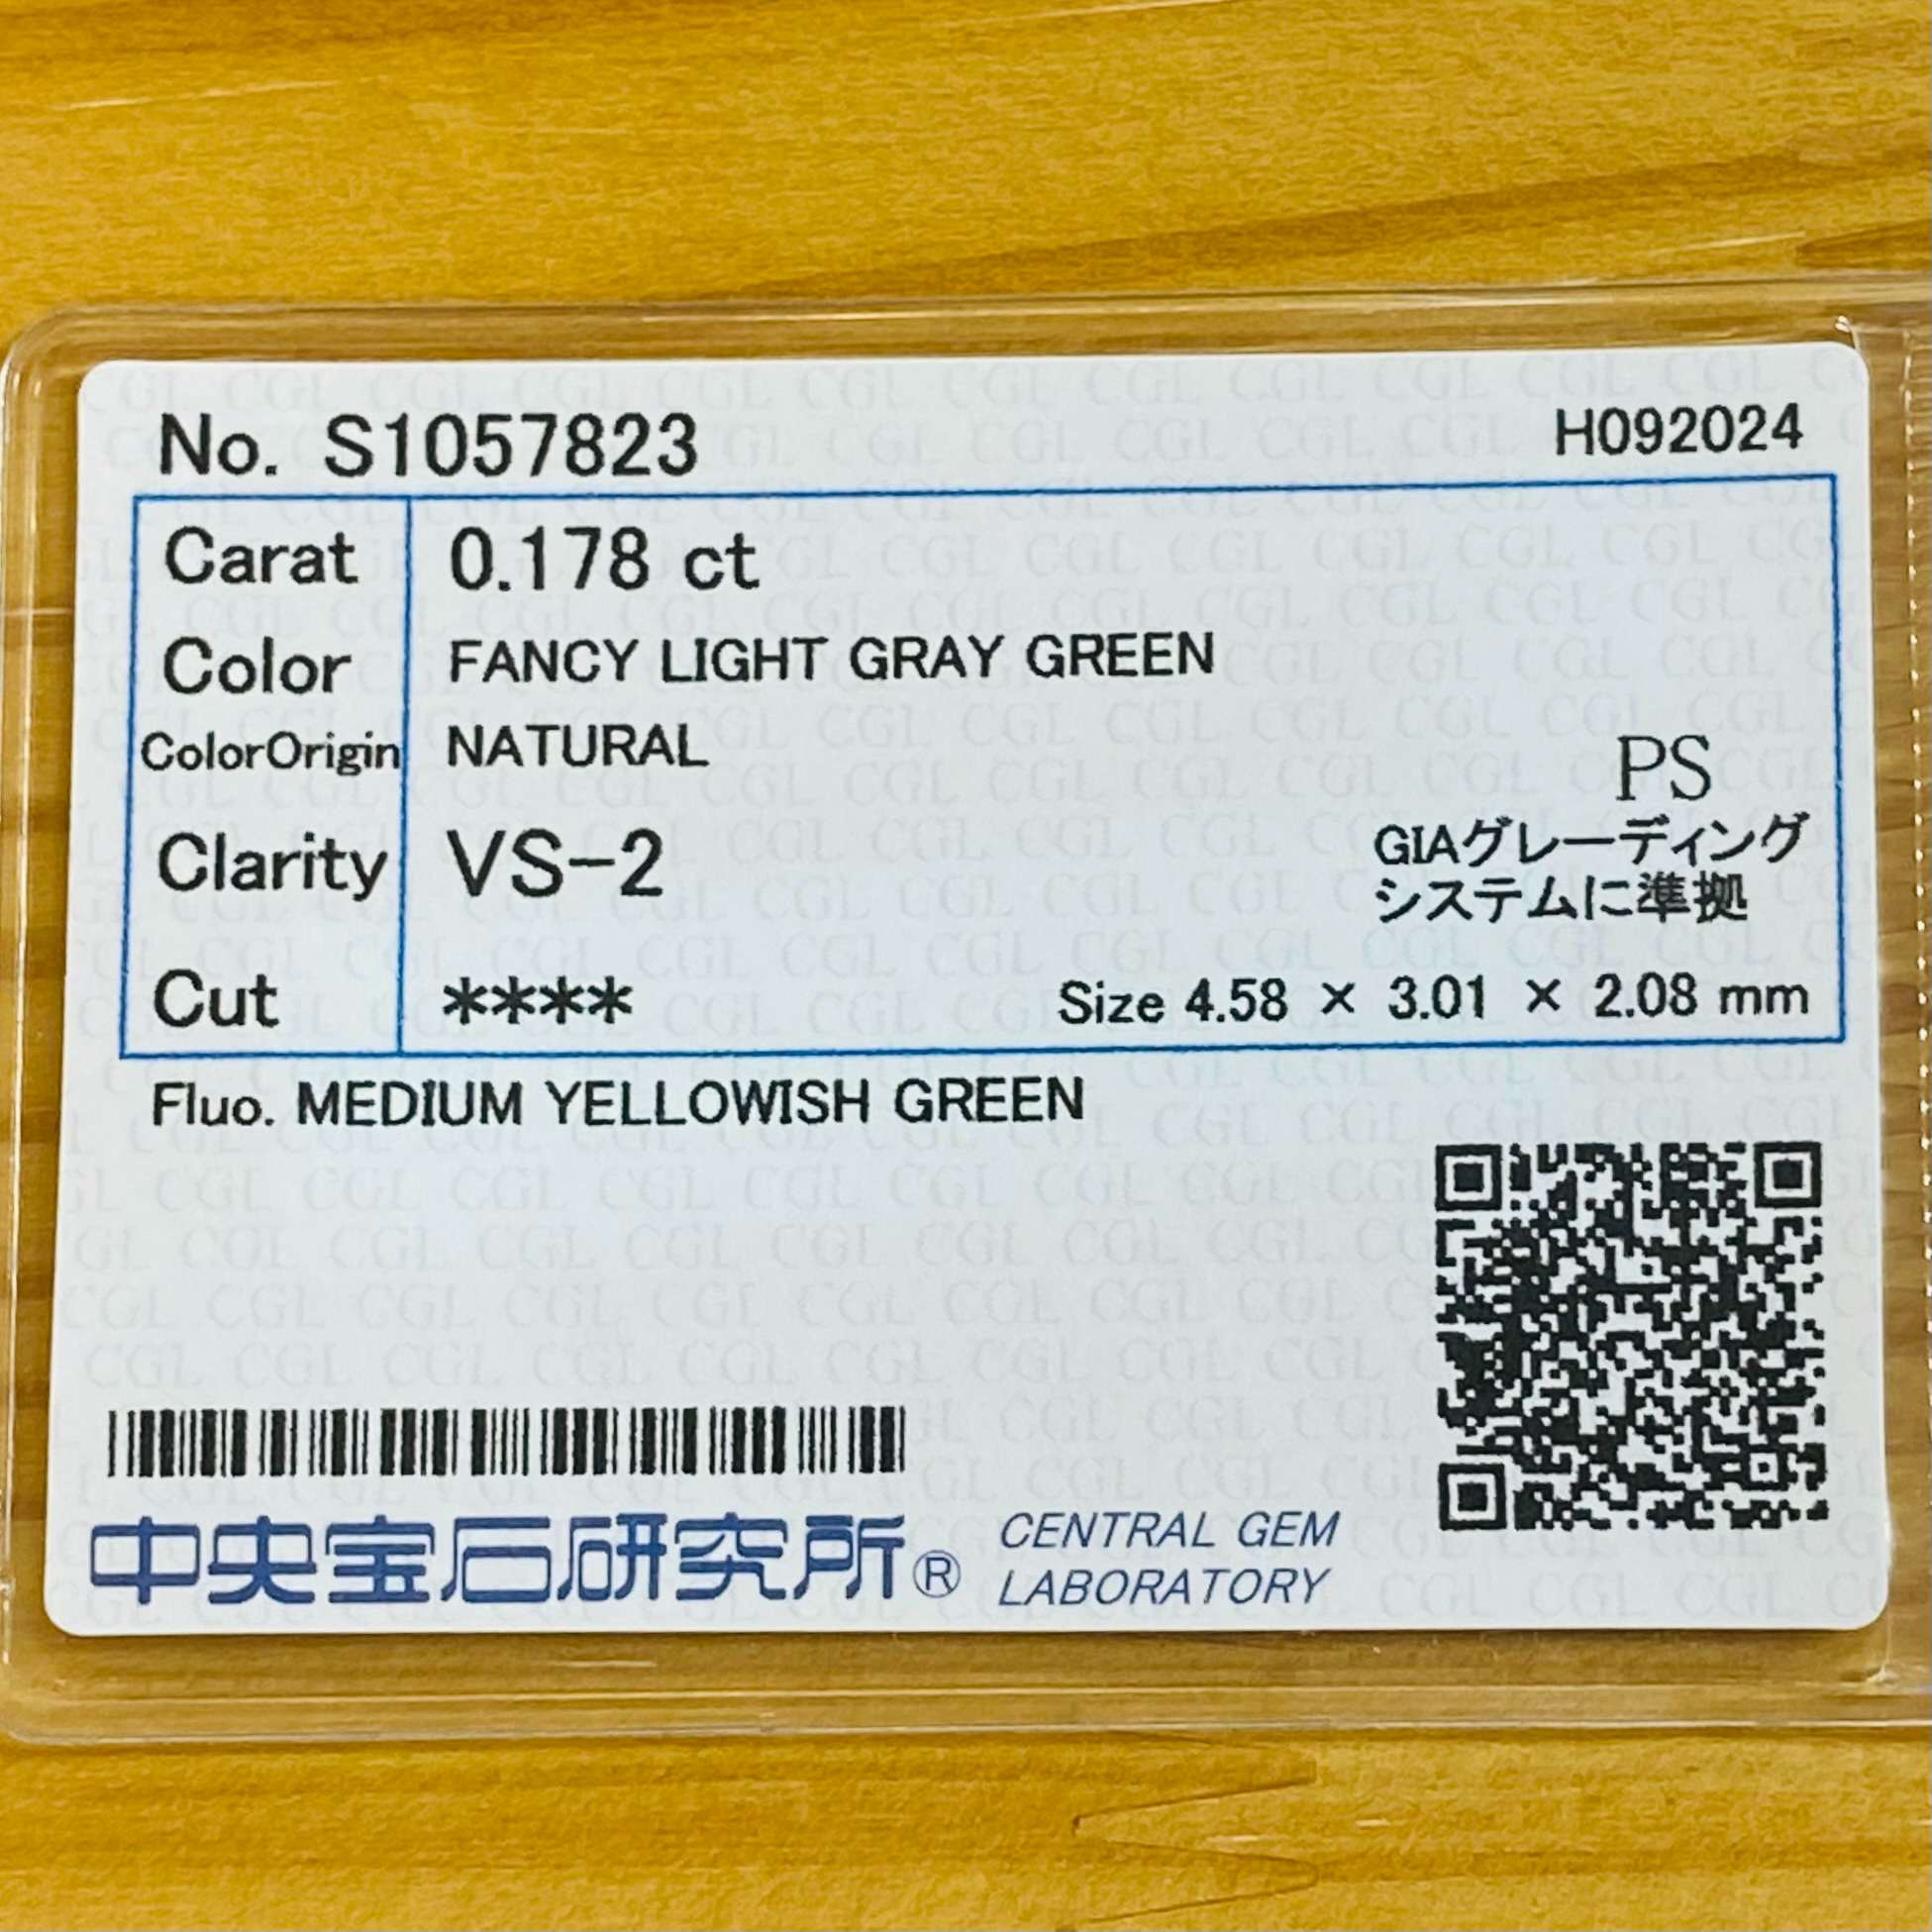 No. S1057823 H092024
Carat 0.178 ct
Color FANCY LIGHT GRAY GREEN
ColorOrigin NATURAL
PS
Clarity VS-2
GIAグレーディング
システムに準拠
Cut **** Size 4.58 × 3.01 × 2.08 mm
Fluo. MEDIUM YELLOWISH GREEN
中央宝石研究所® CENTRAL GEM
LABORATORY